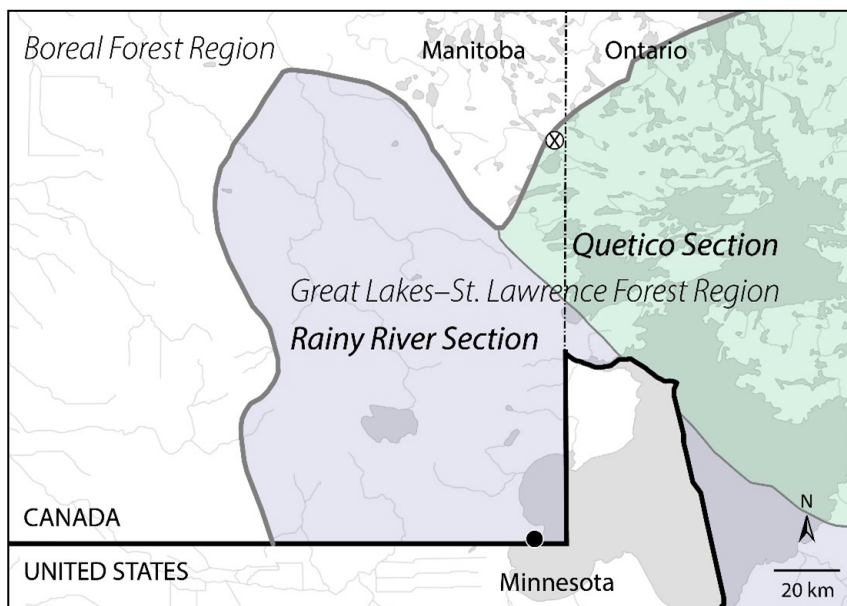 Boreal Forest Region
Manitoba
Ontario
Quetico Section
Great Lakes–St. Lawrence Forest Region
Rainy River Section
CANADA
N
UNITED STATES
Minnesota
20 km